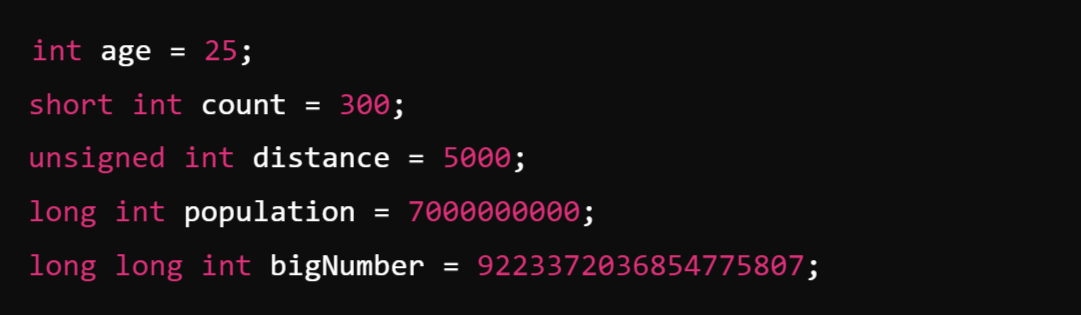 int age = 25;
short int count = 300;
unsigned int distance = 5000;
long int population = 7000000000;
long long int bigNumber = 9223372036854775807;